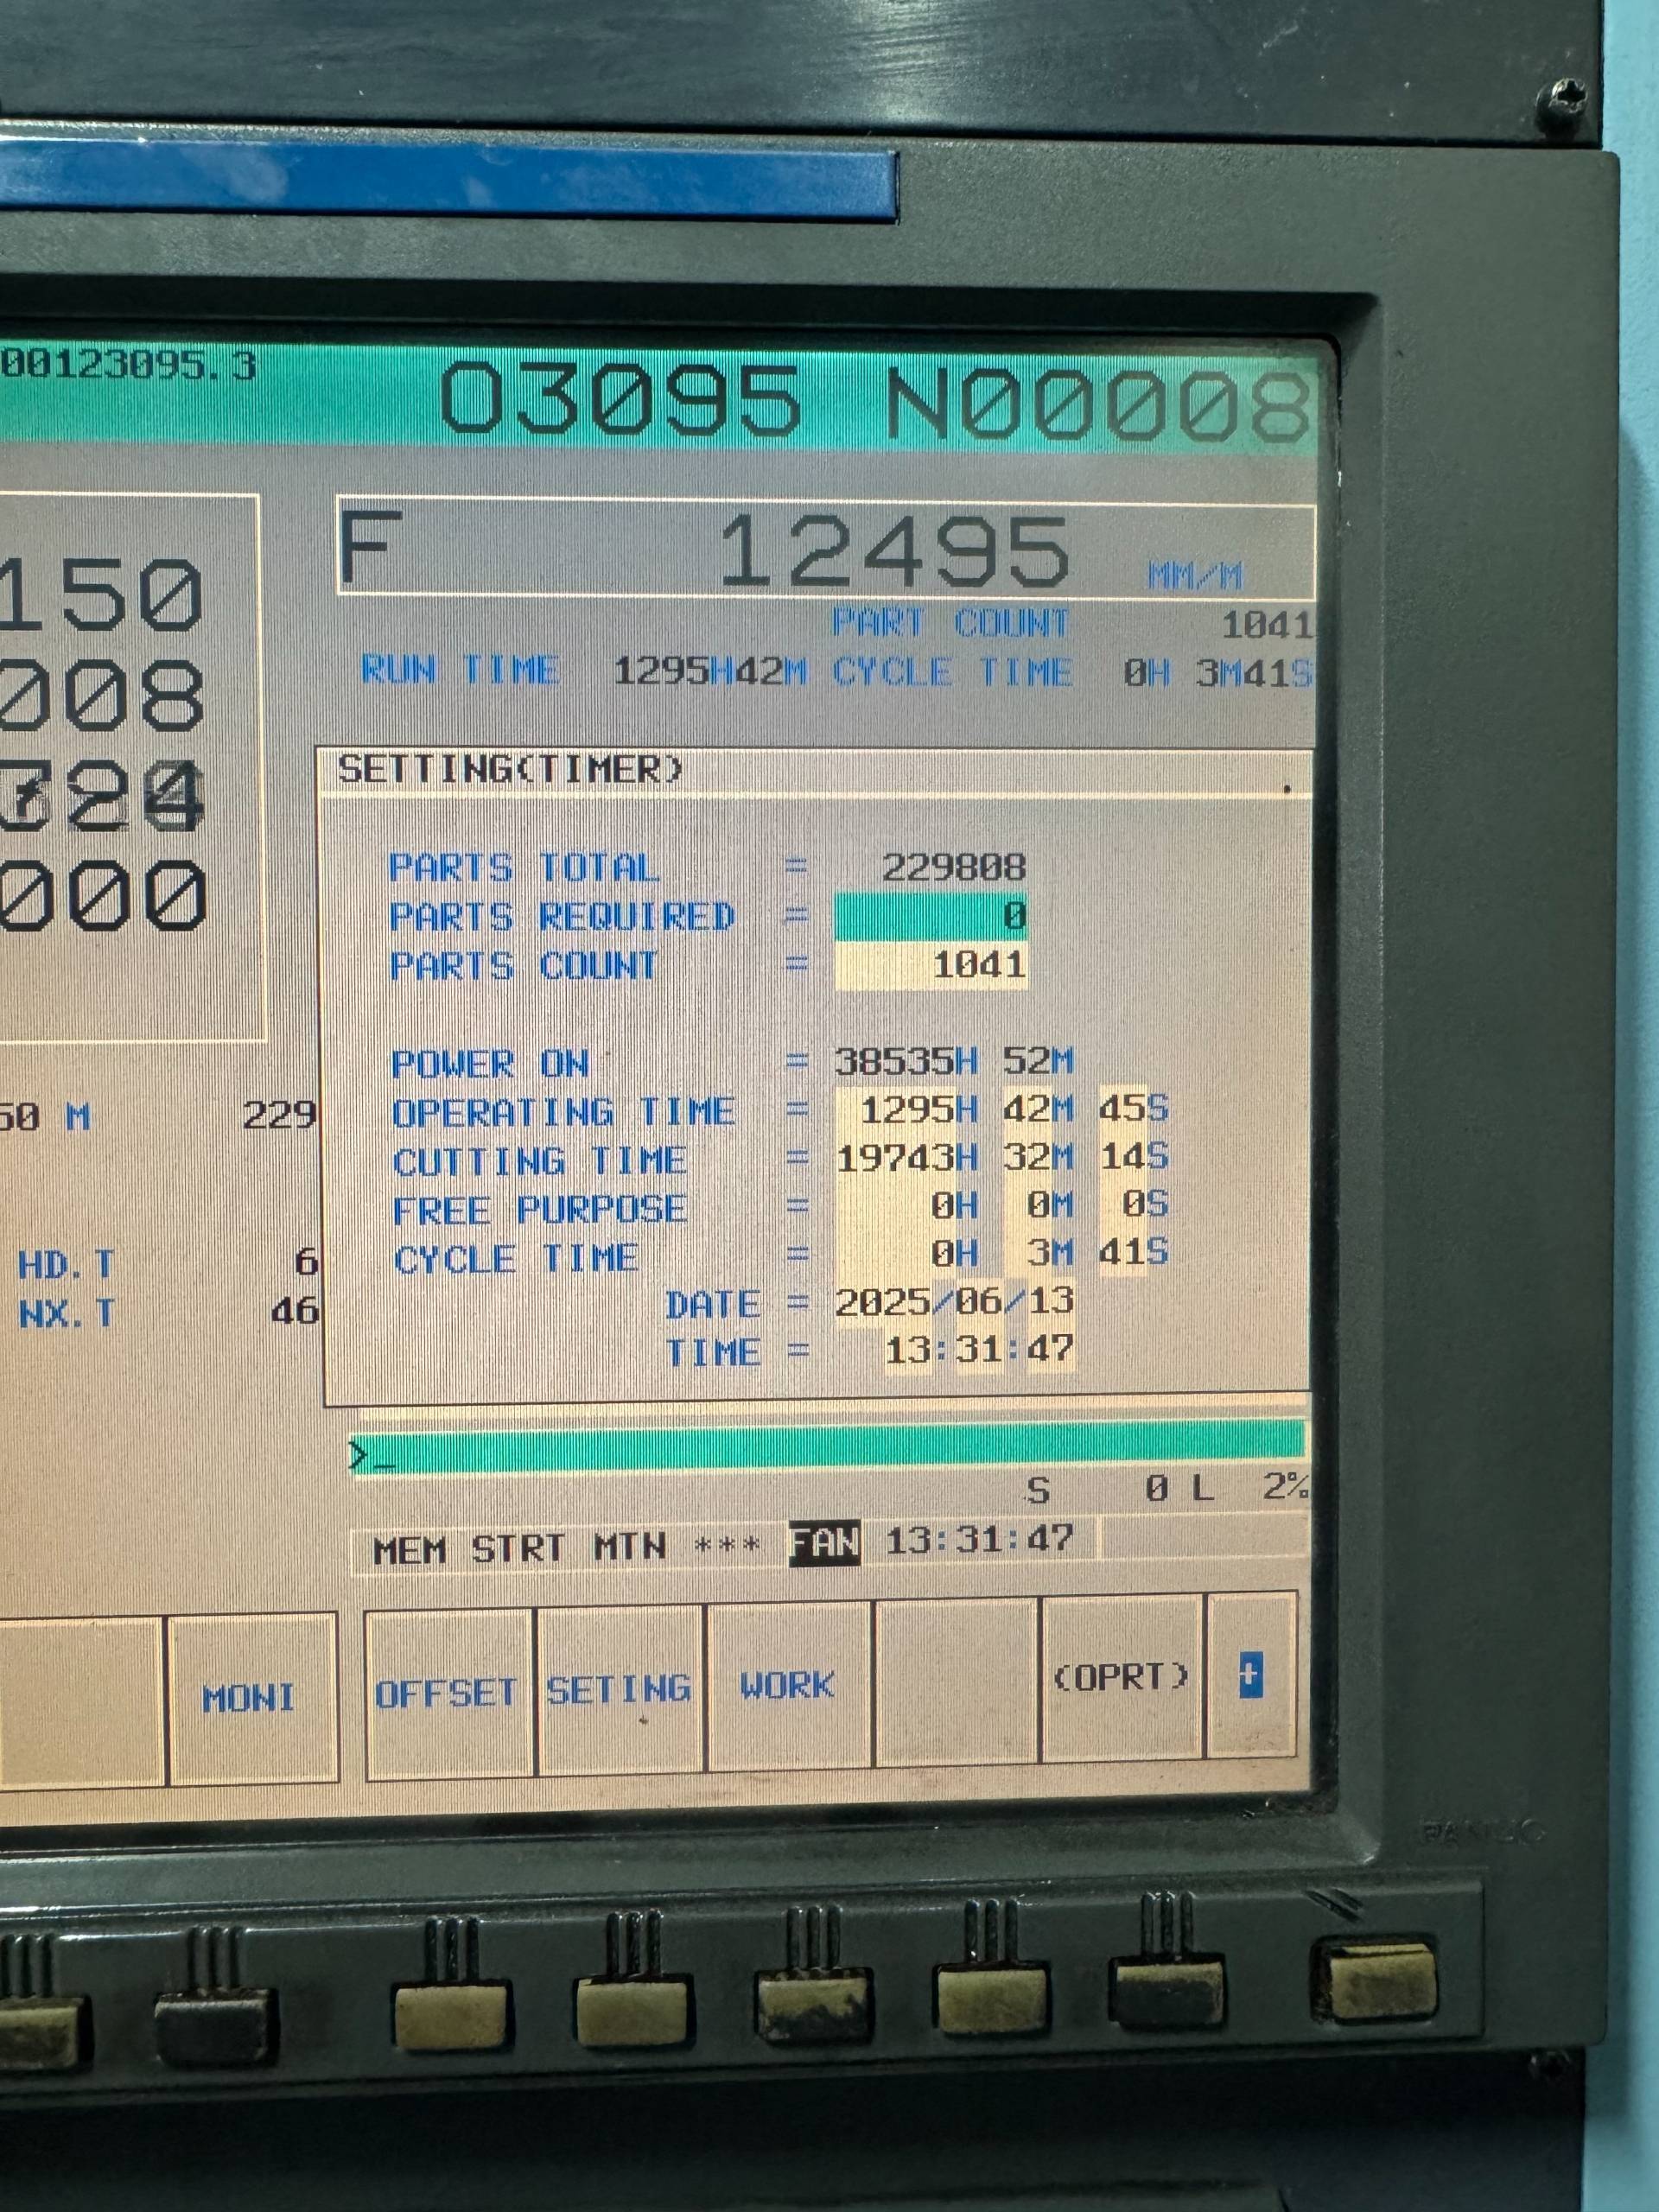 00123095.3 O3095 N00008
150
F 12495 MM/M
008
PART COUNT 1041
RUN TIME 1295H42M CYCLE TIME 0H 3M41S
000
SETTING(TIMER)
PARTS TOTAL = 229808
PARTS REQUIRED = 0
PARTS COUNT = 1041
POWER ON = 38535H 52M
OPERATING TIME = 1295H 42M 45S
CUTTING TIME = 19743H 32M 14S
FREE PURPOSE = 0H 0M 0S
CYCLE TIME = 0H 3M 41S
DATE = 2025/06/13
TIME = 13:31:47
50 M 229
HD.T 6
NX.T 46
>_
S 0 L 2%
MEM STRT MTN *** FAN 13:31:47
MONI OFFSET SETING WORK (OPRT) +
FANUC